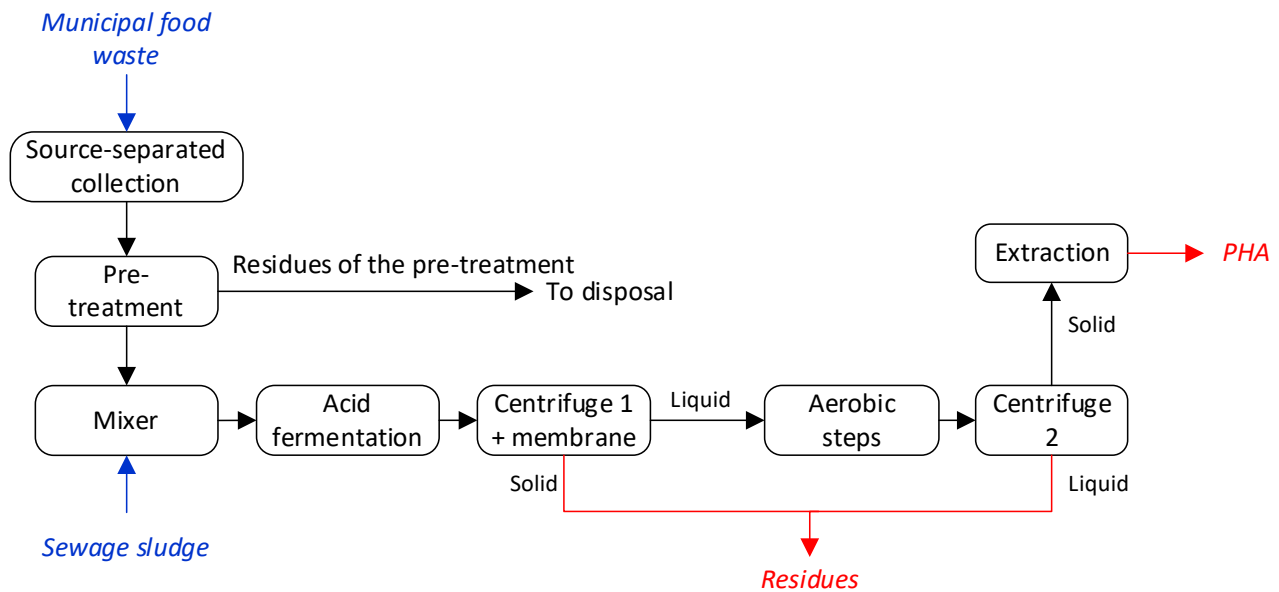 Municipal food
waste
Source-separated
collection
Pre-
treatment
Residues of the pre-treatment
To disposal
Extraction
PHA
Solid
Mixer
Acid
fermentation
Centrifuge 1
+ membrane
Liquid
Aerobic
steps
Centrifuge
2
Solid
Liquid
Sewage sludge
Residues